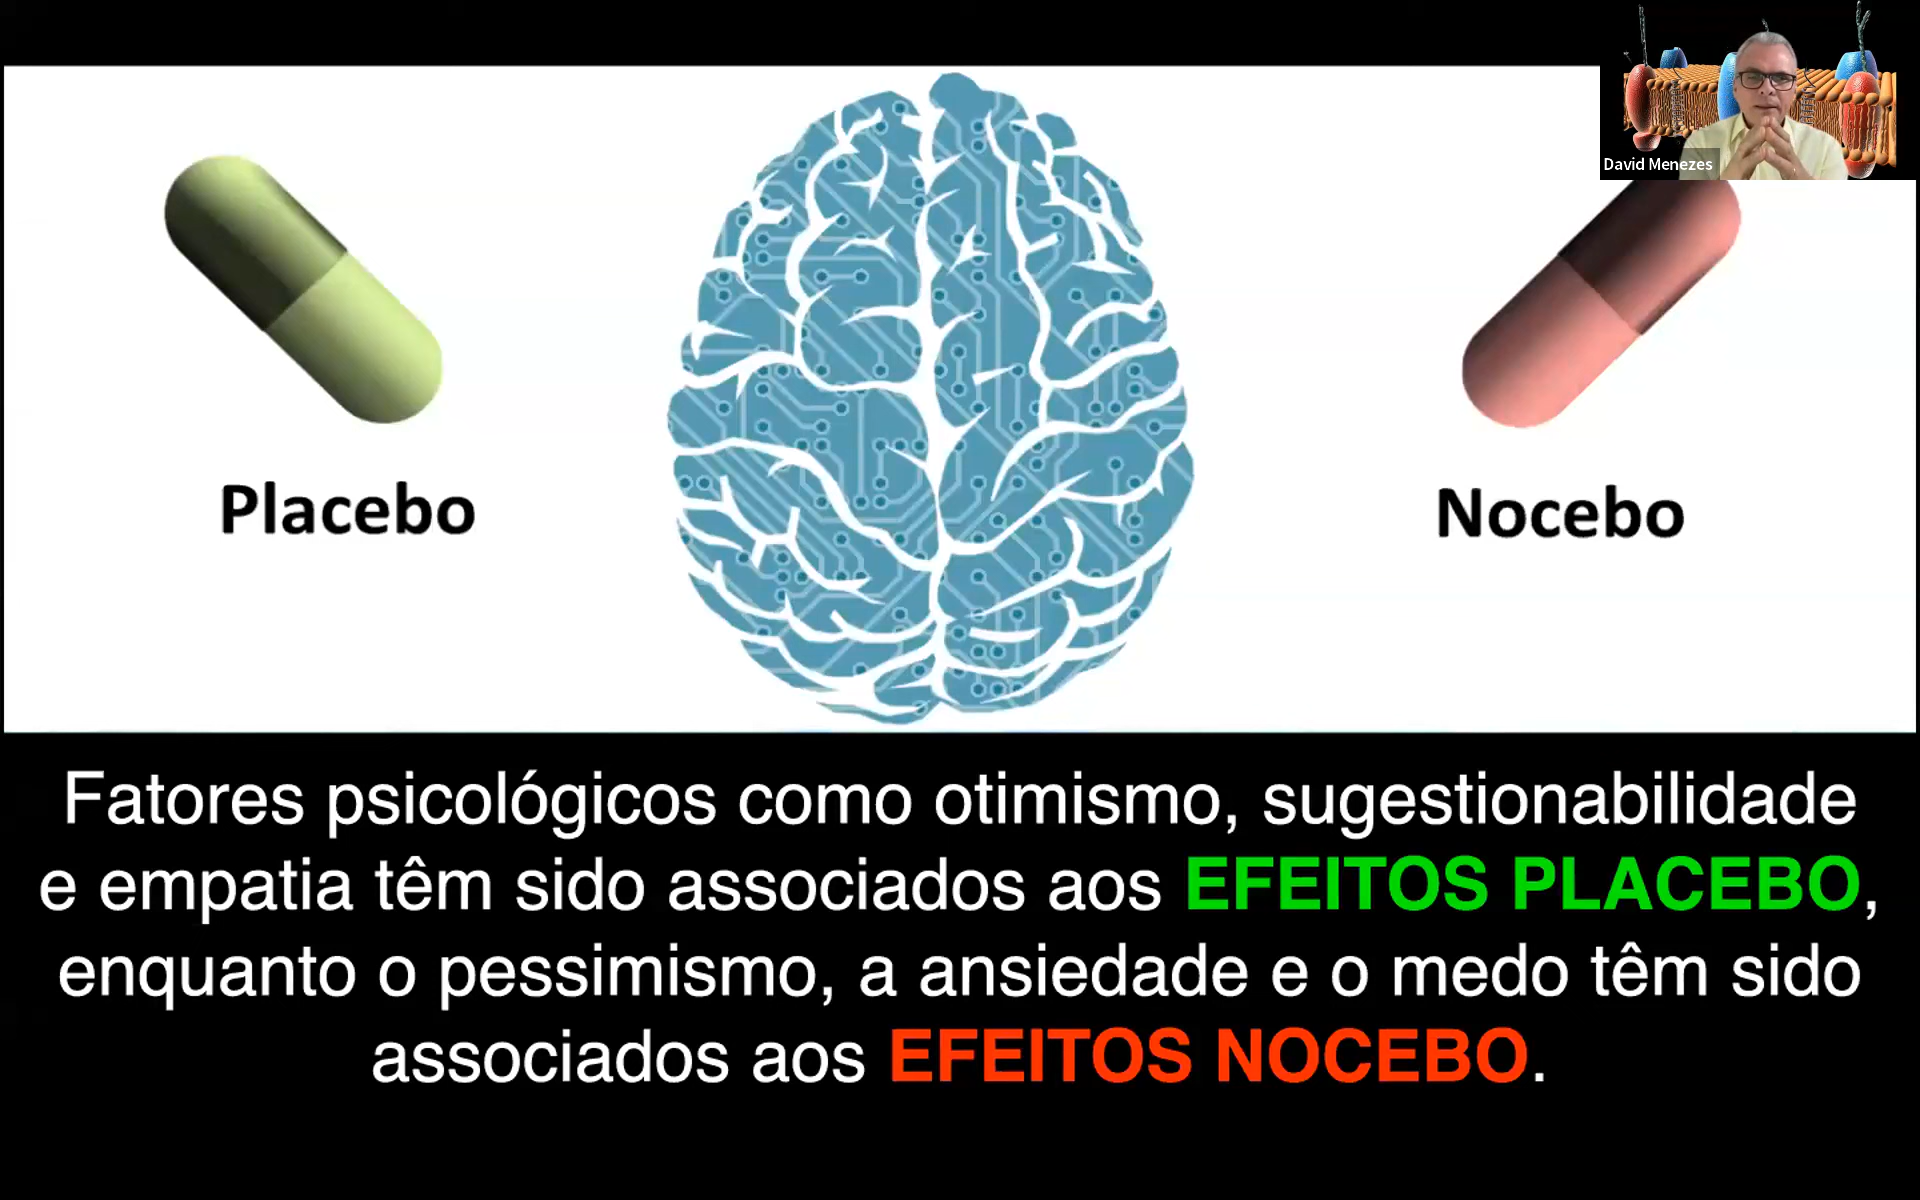 David Menezes
Placebo
Nocebo
Fatores psicológicos como otimismo, sugestionabilidade
e empatia têm sido associados aos EFEITOS PLACEBO,
enquanto o pessimismo, a ansiedade e o medo têm sido
associados aos EFEITOS NOCEBO.